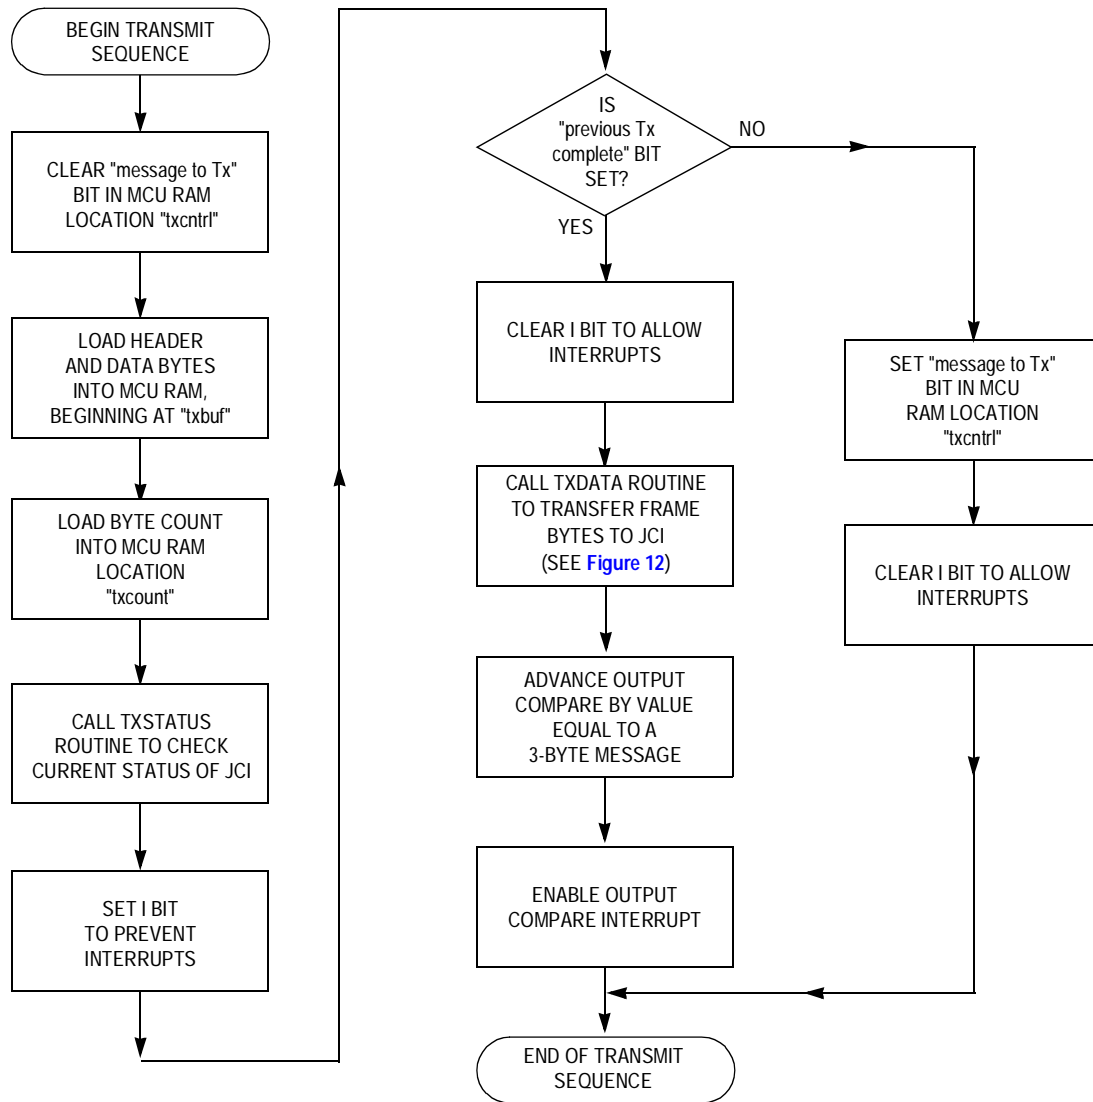 BEGIN TRANSMIT
SEQUENCE
CLEAR "message to Tx"
BIT IN MCU RAM
LOCATION "txcntrl"
LOAD HEADER
AND DATA BYTES
INTO MCU RAM,
BEGINNING AT "txbuf"
LOAD BYTE COUNT
INTO MCU RAM
LOCATION
"txcount"
CALL TXSTATUS
ROUTINE TO CHECK
CURRENT STATUS OF JCI
SET I BIT
TO PREVENT
INTERRUPTS
IS
"previous Tx
complete" BIT
SET?
NO
YES
CLEAR I BIT TO ALLOW
INTERRUPTS
CALL TXDATA ROUTINE
TO TRANSFER FRAME
BYTES TO JCI
(SEE Figure 12)
ADVANCE OUTPUT
COMPARE BY VALUE
EQUAL TO A
3-BYTE MESSAGE
ENABLE OUTPUT
COMPARE INTERRUPT
SET "message to Tx"
BIT IN MCU
RAM LOCATION
"txcntrl"
CLEAR I BIT TO ALLOW
INTERRUPTS
END OF TRANSMIT
SEQUENCE